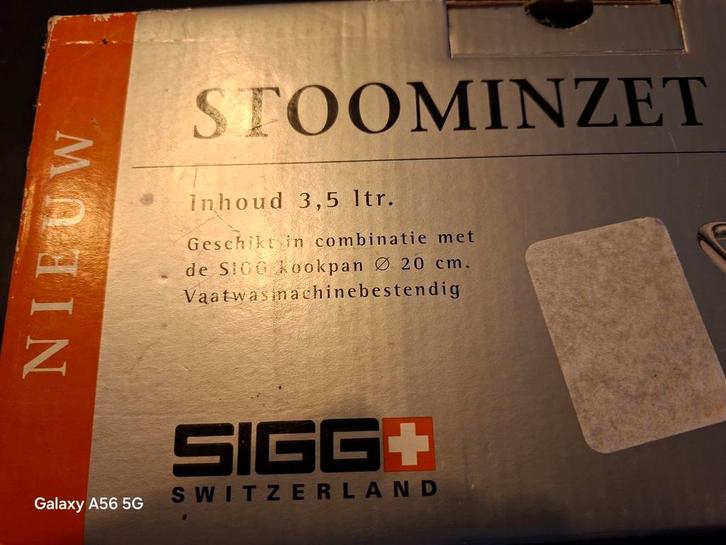 NIEUW
STOOMINZET
Inhoud 3,5 ltr.
Geschikt in combinatie met
de SIGG kookpan Ø 20 cm.
Vaatwasmachinebestendig
SIGG
SWITZERLAND
Galaxy A56 5G